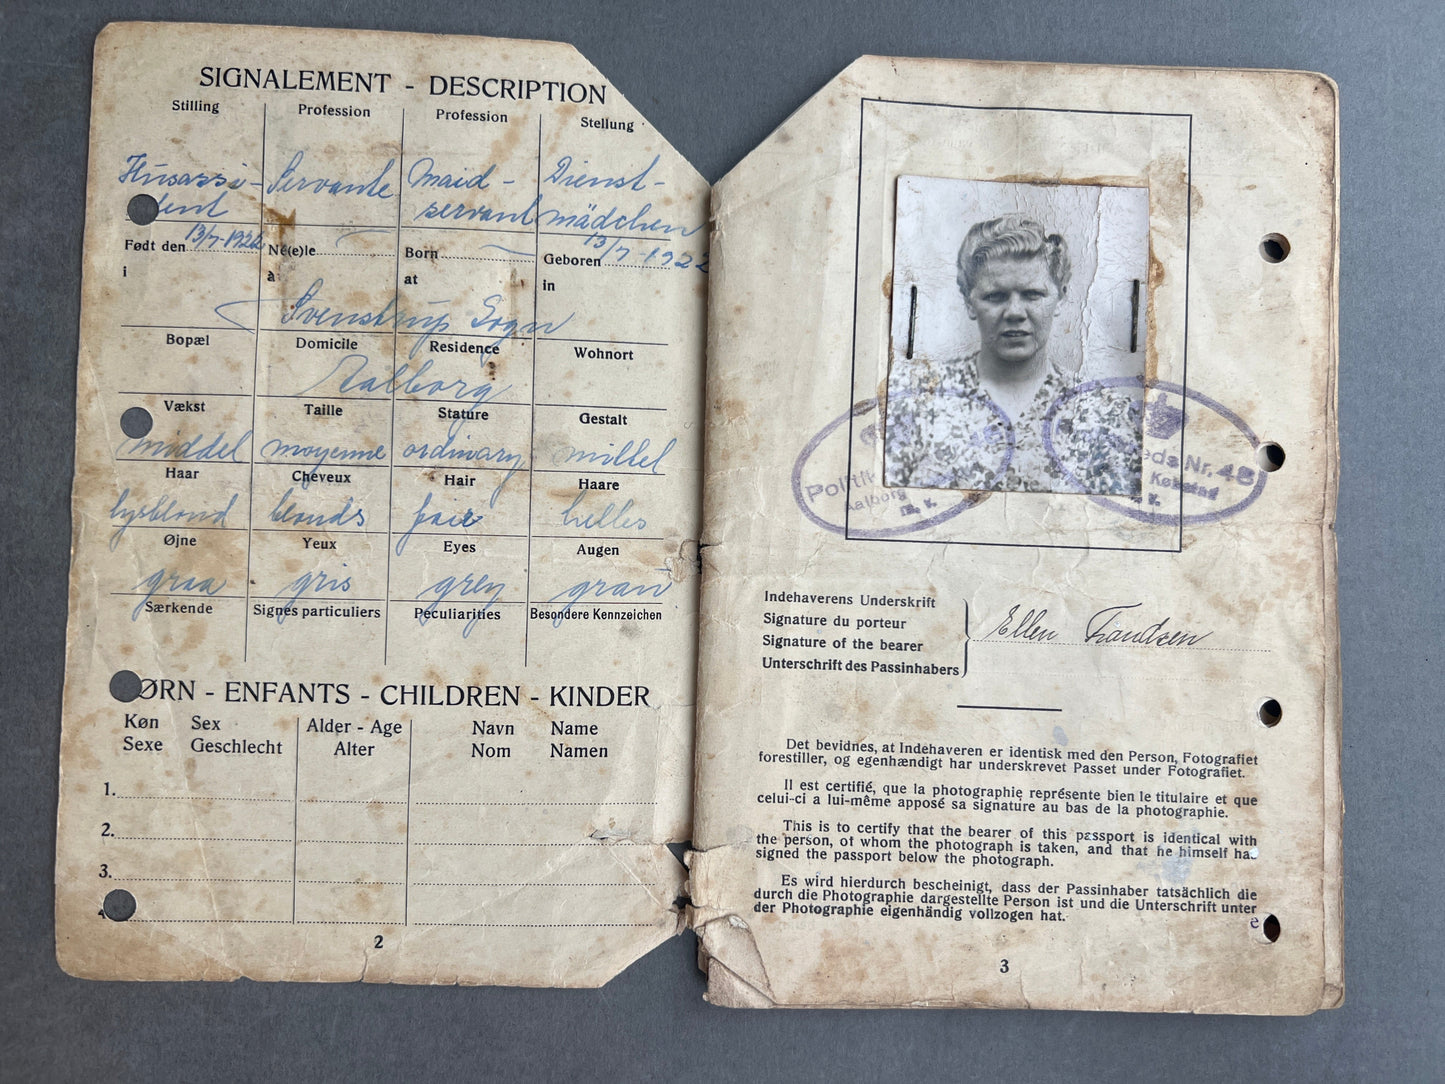 SIGNALEMENT - DESCRIPTION
Stilling Profession Profession Stellung
Husassi- Servante Maid- Dienst-
tent servant mädchen
Født den 13/7-1922 Né(e)le Born Geboren 13/7-1922
i à at in
Svenstrup Sogn
Bopæl Domicile Residence Wohnort
Aalborg
Vækst Taille Stature Gestalt
middel moyenne ordinary mittel
Haar Cheveux Hair Haare
lysblond blonds fair helles
Øjne Yeux Eyes Augen
graa gris grey grau
Særkende Signes particuliers Peculiarities Besondere Kennzeichen
ØRN - ENFANTS - CHILDREN - KINDER
Køn Sex Alder - Age Navn Name
Sexe Geschlecht Alter Nom Namen
1.
2.
3.
2
Politi
Aalborg
m. v.
eds Nr. 48
Købstad
v.
Indehaverens Underskrift
Signature du porteur
Signature of the bearer
Unterschrift des Passinhabers
Ellen Frandsen
Det bevidnes, at Indehaveren er identisk med den Person, Fotografiet
forestiller, og egenhændigt har underskrevet Passet under Fotografiet.
Il est certifié, que la photographie représente bien le titulaire et que
celui-ci a lui-même apposé sa signature au bas de la photographie.
This is to certify that the bearer of this passport is identical with
the person, of whom the photograph is taken, and that he himself has
signed the passport below the photograph.
Es wird hierdurch bescheinigt, dass der Passinhaber tatsächlich die
durch die Photographie dargestellte Person ist und die Unterschrift unter
der Photographie eigenhändig vollzogen hat.
e
3